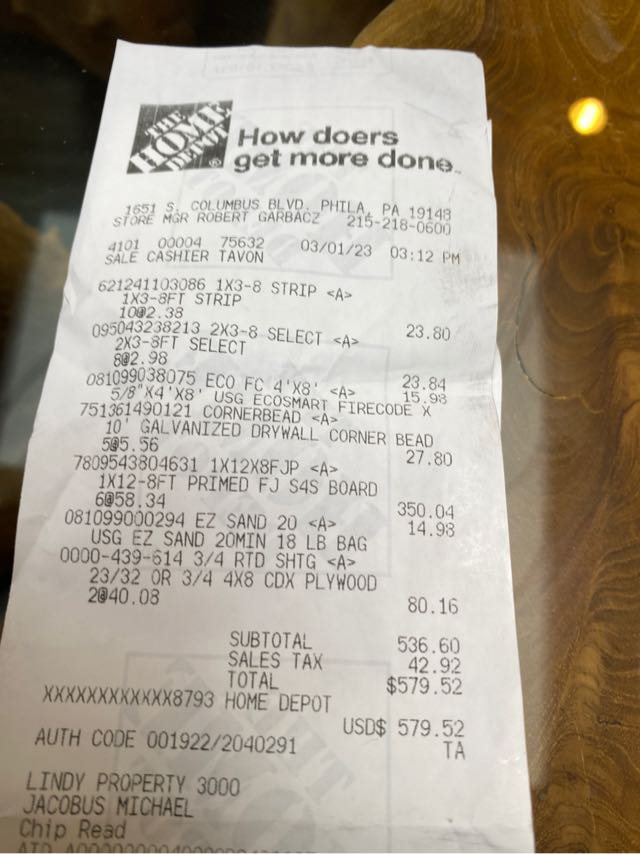 THE
HOME
DEPOT
How doers
get more done.
1651 S. COLUMBUS BLVD. PHILA, PA 19148
STORE MGR ROBERT GARBACZ 215-218-0600
4101 00004 75632 03/01/23 03:12 PM
SALE CASHIER TAVON
621241103086 1X3-8 STRIP <A>
1X3-8FT STRIP
10@2.38 23.80
095043238213 2X3-8 SELECT <A>
2X3-8FT SELECT
8@2.98 23.84
081099038075 ECO FC 4'X8' <A> 15.98
5/8"X4'X8' USG ECOSMART FIRECODE X
751361490121 CORNERBEAD <A>
10' GALVANIZED DRYWALL CORNER BEAD
5@5.56 27.80
7809543804631 1X12X8FJP <A>
1X12-8FT PRIMED FJ S4S BOARD
6@58.34 350.04
081099000294 EZ SAND 20 <A> 14.98
USG EZ SAND 20MIN 18 LB BAG
0000-439-614 3/4 RTD SHTG <A>
23/32 OR 3/4 4X8 CDX PLYWOOD
2@40.08 80.16
SUBTOTAL 536.60
SALES TAX 42.92
TOTAL $579.52
XXXXXXXXXXXX8793 HOME DEPOT
USD$ 579.52
AUTH CODE 001922/2040291 TA
LINDY PROPERTY 3000
JACOBUS MICHAEL
Chip Read